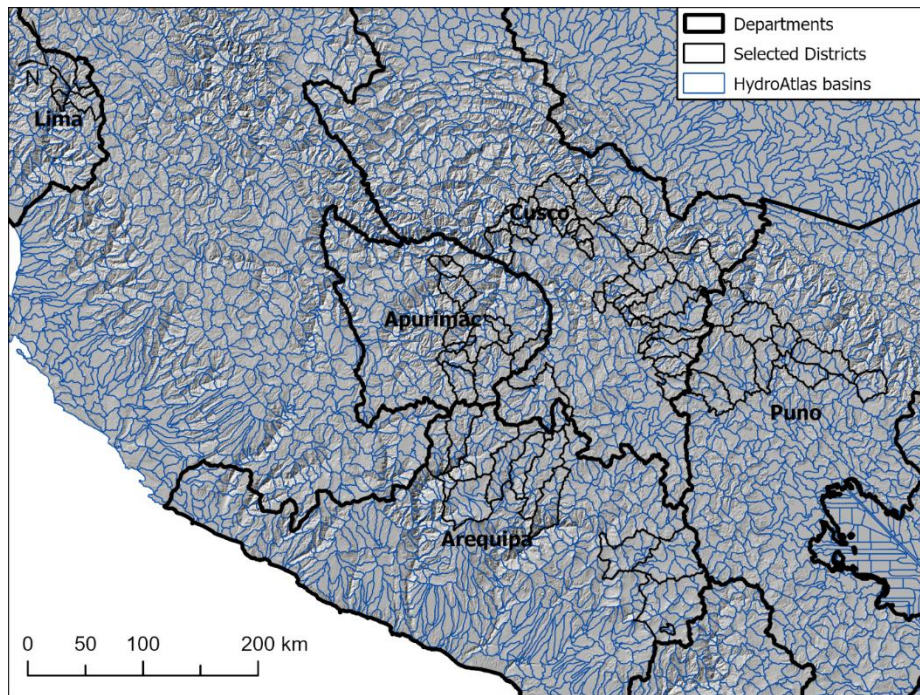 Departments
Selected Districts
HydroAtlas basins
N
Lima
Cusco
Apurimac
Puno
Arequipa
0 50 100 200 km